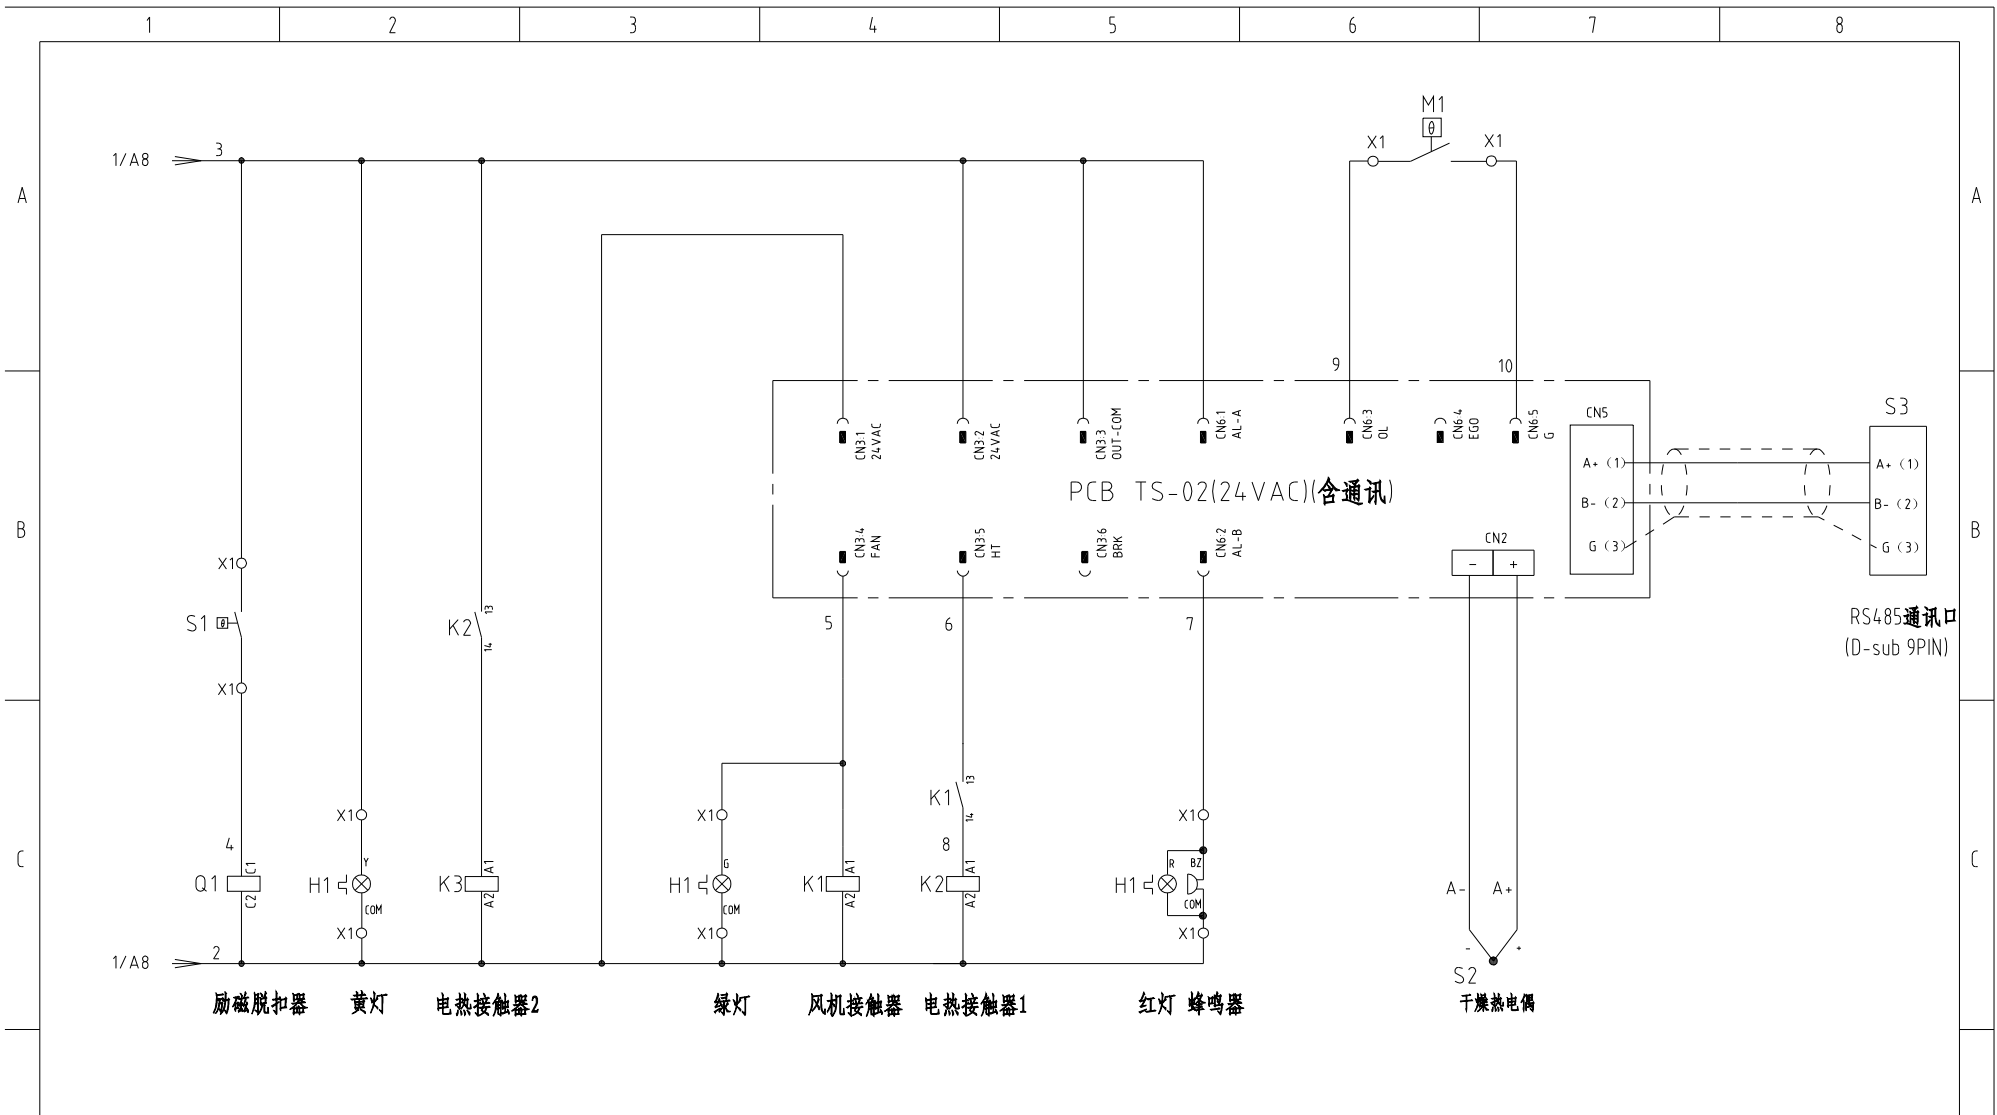 1 2 3 4 5 6 7 8
M1
θ
X1 X1
1/A8 3
A A
9 10
CN3:1
24VAC
CN3:2
24VAC
CN3:3
OUT-COM
CN6:1
AL-A
CN6:3
OL
CN6:4
EGO
CN6:5
G
CN5
S3
A+ (1) A+ (1)
PCB TS-02(24VAC)(含通讯)
B- (2) B- (2)
B B
CN3:4
FAN
CN3:5
HT
CN3:6
BRK
CN6:2
AL-B
CN2
- +
G (3) G (3)
X1
S1 θ
K2 13
14
5 6 7
RS485通讯口
(D-sub 9PIN)
X1
K1 13
14
X1 X1 X1
4 8
C C
Q1 C1
C2
H1 Y
COM
K3 A1
A2
H1 G
COM
K1 A1
A2
K2 A1
A2
H1 R BZ
COM
A- A+
X1 X1 X1
- +
1/A8 2
S2
励磁脱扣器 黄灯 电热接触器2 绿灯 风机接触器 电热接触器1 红灯 蜂鸣器 干燥热电偶